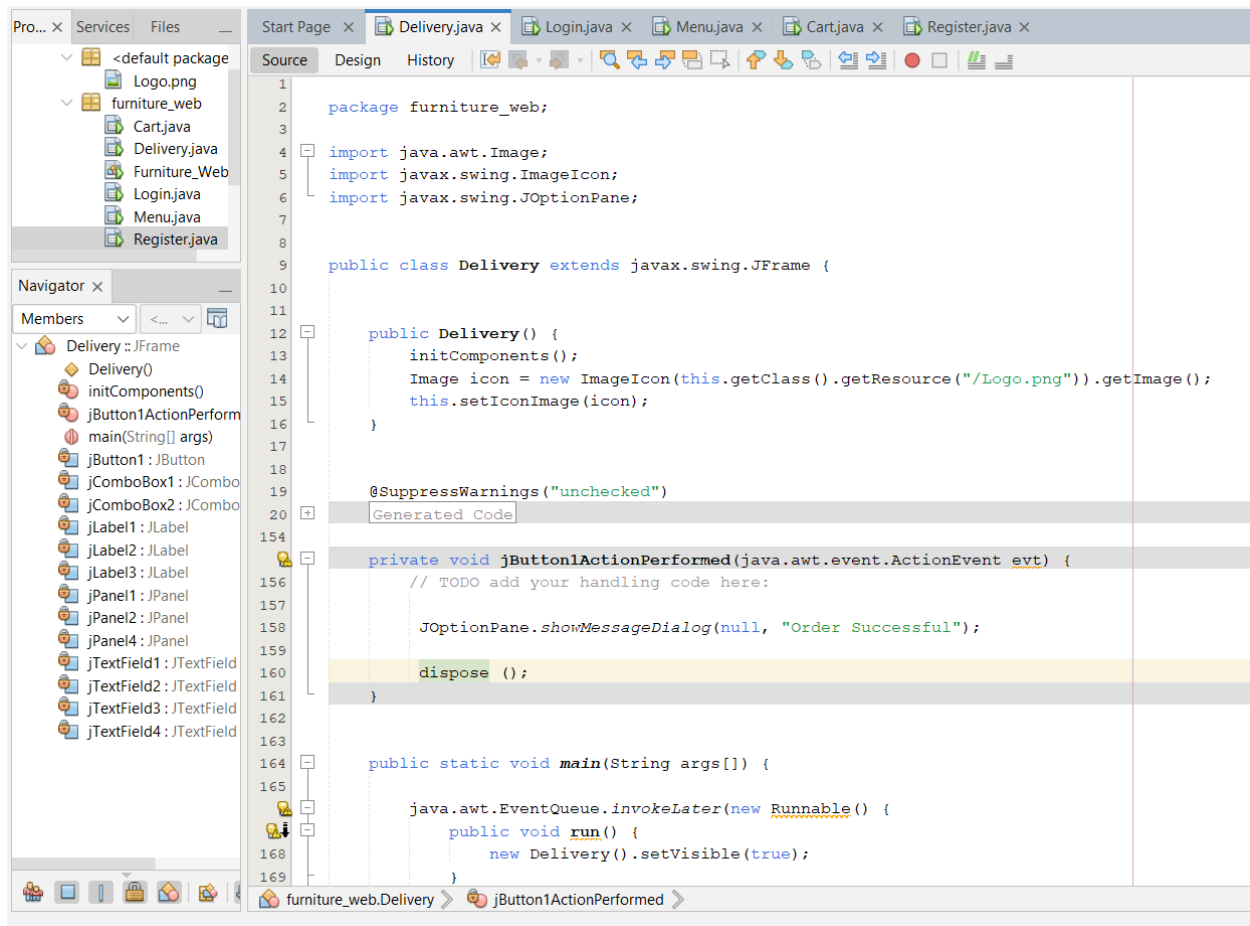 Pro... × Services Files
<default package
Logo.png
furniture_web
Cart.java
Delivery.java
Furniture_Web
Login.java
Menu.java
Register.java
Navigator ×
Members <...
Delivery :: JFrame
Delivery()
initComponents()
jButton1ActionPerform
main(String[] args)
jButton1 : JButton
jComboBox1 : JCombo
jComboBox2 : JCombo
jLabel1 : JLabel
jLabel2 : JLabel
jLabel3 : JLabel
jPanel1 : JPanel
jPanel2 : JPanel
jPanel4 : JPanel
jTextField1 : JTextField
jTextField2 : JTextField
jTextField3 : JTextField
jTextField4 : JTextField
Start Page × Delivery.java × Login.java × Menu.java × Cart.java × Register.java ×
Source Design History
1
2 package furniture_web;
3
4 import java.awt.Image;
5 import javax.swing.ImageIcon;
6 import javax.swing.JOptionPane;
7
8
9 public class Delivery extends javax.swing.JFrame {
10
11
12 public Delivery() {
13 initComponents();
14 Image icon = new ImageIcon(this.getClass().getResource("/Logo.png")).getImage();
15 this.setIconImage(icon);
16 }
17
18
19 @SuppressWarnings("unchecked")
20 Generated Code
154
private void jButton1ActionPerformed(java.awt.event.ActionEvent evt) {
156 // TODO add your handling code here:
157
158 JOptionPane.showMessageDialog(null, "Order Successful");
159
160 dispose ();
161 }
162
163
164 public static void main(String args[]) {
165
java.awt.EventQueue.invokeLater(new Runnable() {
public void run() {
168 new Delivery().setVisible(true);
169 }
furniture_web.Delivery jButton1ActionPerformed